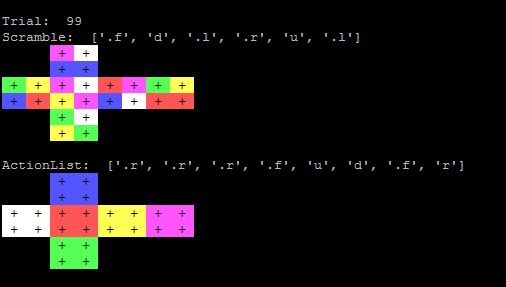 Trial: 99
Scramble: ['.f', 'd', '.l', '.r', 'u', '.l']
+ +
+ +
+ + + + + + + +
+ + + + + + + +
+ +
+ +
ActionList: ['.r', '.r', '.r', '.f', 'u', 'd', '.f', 'r']
+ +
+ +
+ + + + + + + +
+ + + + + + + +
+ +
+ +